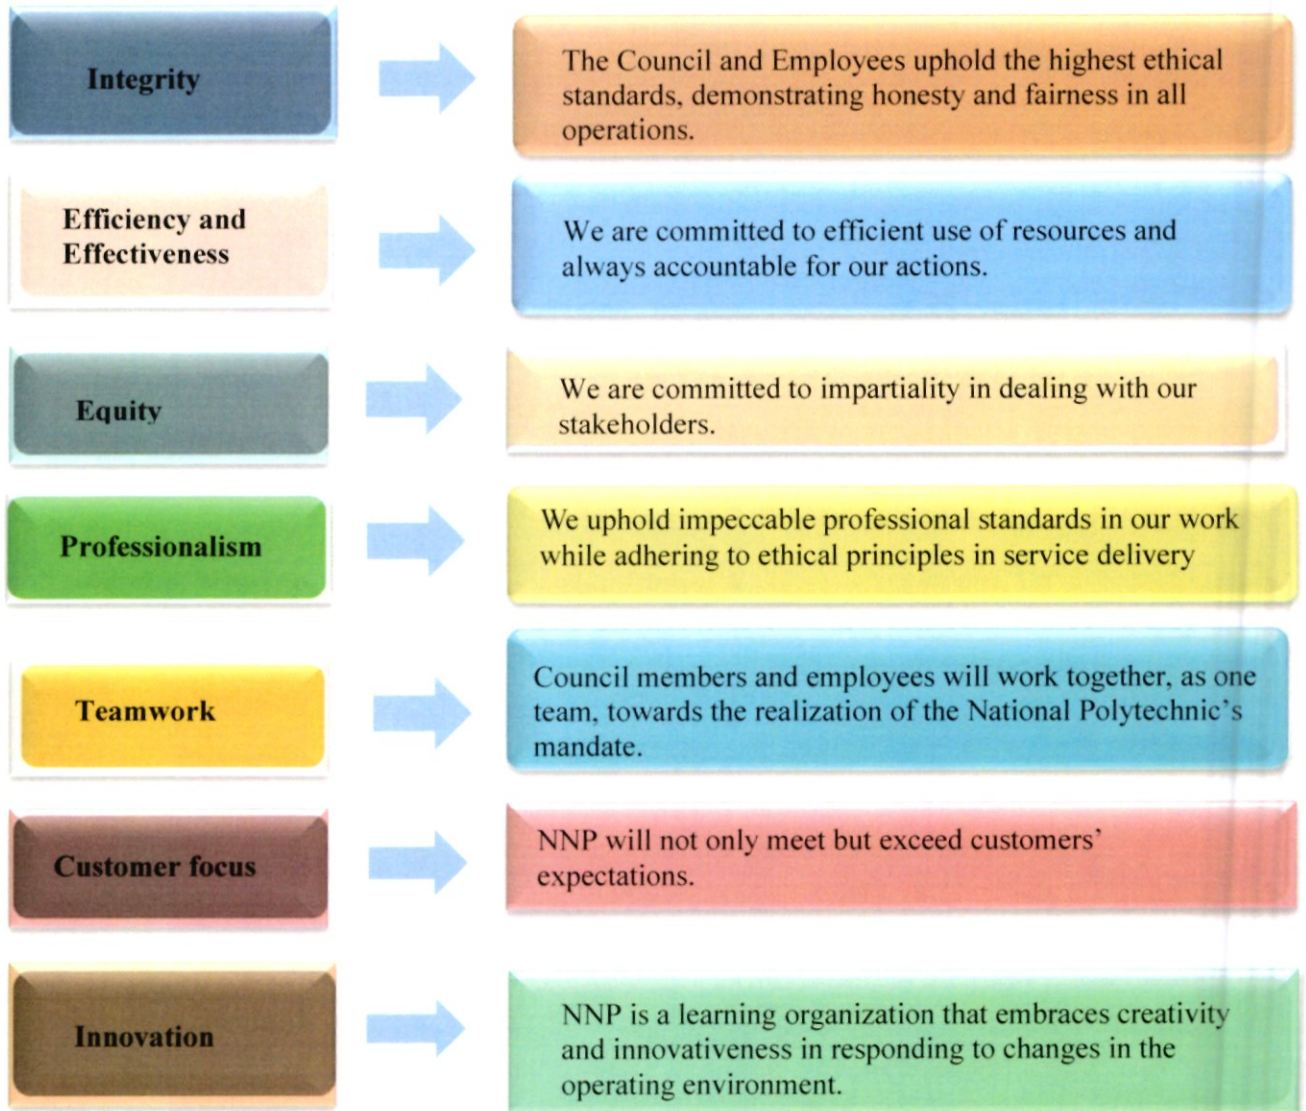 Integrity
The Council and Employees uphold the highest ethical
standards, demonstrating honesty and fairness in all
operations.
Efficiency and
Effectiveness
We are committed to efficient use of resources and
always accountable for our actions.
Equity
We are committed to impartiality in dealing with our
stakeholders.
Professionalism
We uphold impeccable professional standards in our work
while adhering to ethical principles in service delivery
Teamwork
Council members and employees will work together, as one
team, towards the realization of the National Polytechnic's
mandate.
Customer focus
NNP will not only meet but exceed customers'
expectations.
Innovation
NNP is a learning organization that embraces creativity
and innovativeness in responding to changes in the
operating environment.